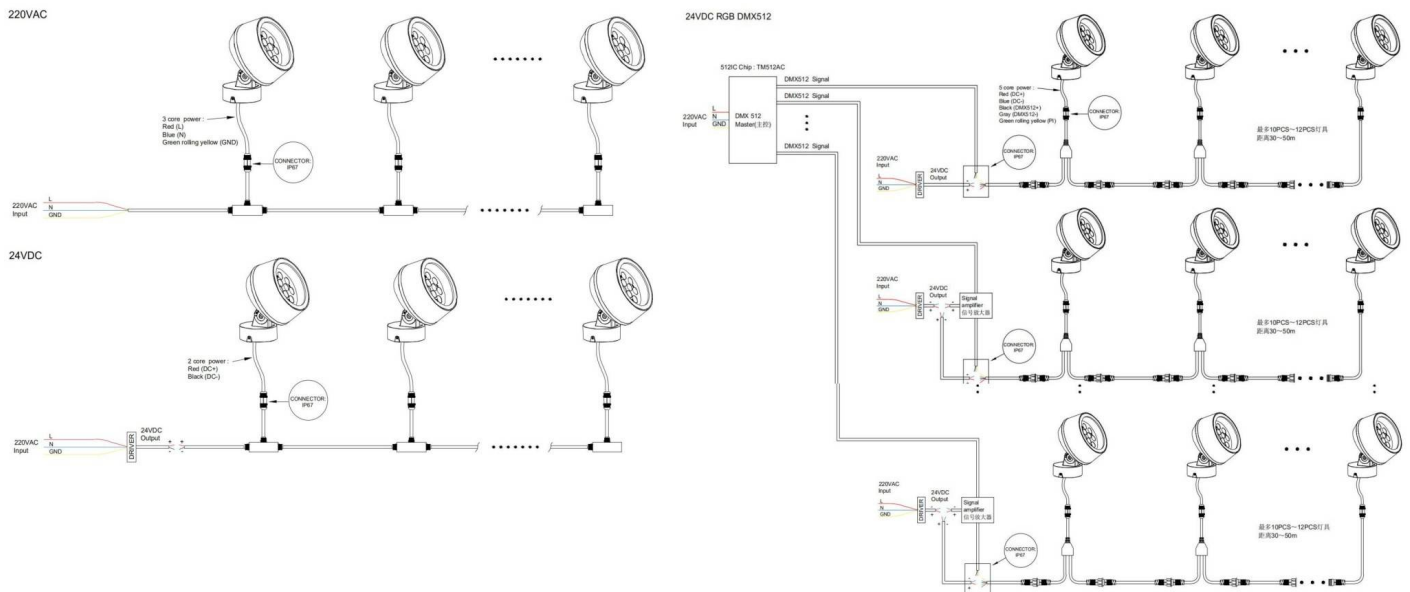 220VAC
3 core power :
Red (L)
Blue (N)
Green rolling yellow (GND)
CONNECTOR:
IP67
220VAC
Input
L
N
GND
24VDC
2 core power :
Red (DC+)
Black (DC-)
CONNECTOR:
IP67
220VAC
Input
L
N
GND
DRIVER
24VDC
Output
+ +
- -
24VDC RGB DMX512
512IC Chip : TM512AC
220VAC
Input
L
N
GND
DMX 512
Master(主控)
DMX512 Signal
DMX512 Signal
DMX512 Signal
5 core power :
Red (DC+)
Blue (DC-)
Black (DMX512+)
Gray (DMX512-)
Green rolling yellow (PI)
CONNECTOR:
IP67
最多10PCS～12PCS灯具
距离30～50m
CONNECTOR:
IP67
220VAC
Input
L
N
GND
DRIVER
24VDC
Output
220VAC
Input
L
N
GND
DRIVER
24VDC
Output
Signal
amplifier
信号放大器
CONNECTOR:
IP67
最多10PCS～12PCS灯具
距离30～50m
220VAC
Input
L
N
GND
DRIVER
24VDC
Output
Signal
amplifier
信号放大器
CONNECTOR:
IP67
最多10PCS～12PCS灯具
距离30～50m